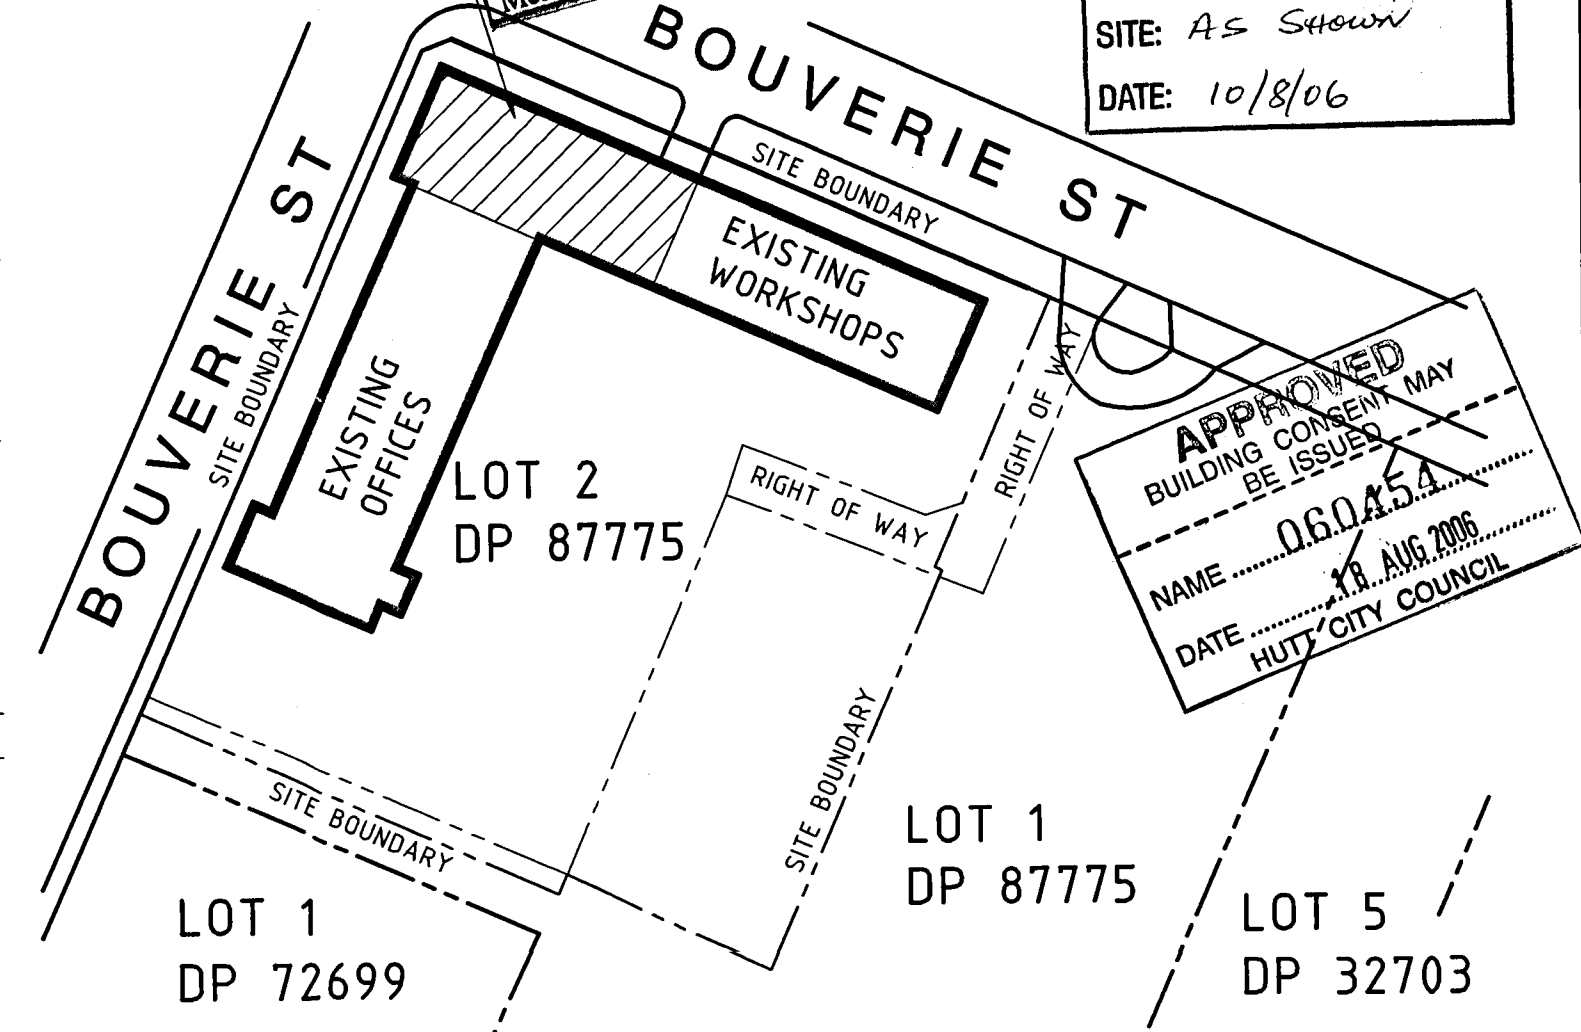 SITE: AS SHOWN
DATE: 10/8/06
BOUVERIE ST
SITE BOUNDARY
EXISTING
WORKSHOPS
BOUVERIE ST
SITE BOUNDARY
EXISTING
OFFICES
LOT 2
DP 87775
RIGHT OF WAY
RIGHT OF WAY
APPROVED
BUILDING CONSENT MAY
BE ISSUED
NAME 060454
DATE 18 AUG 2006
HUTT CITY COUNCIL
SITE BOUNDARY
SITE BOUNDARY
LOT 1
DP 87775
LOT 1
DP 72699
LOT 5
DP 32703